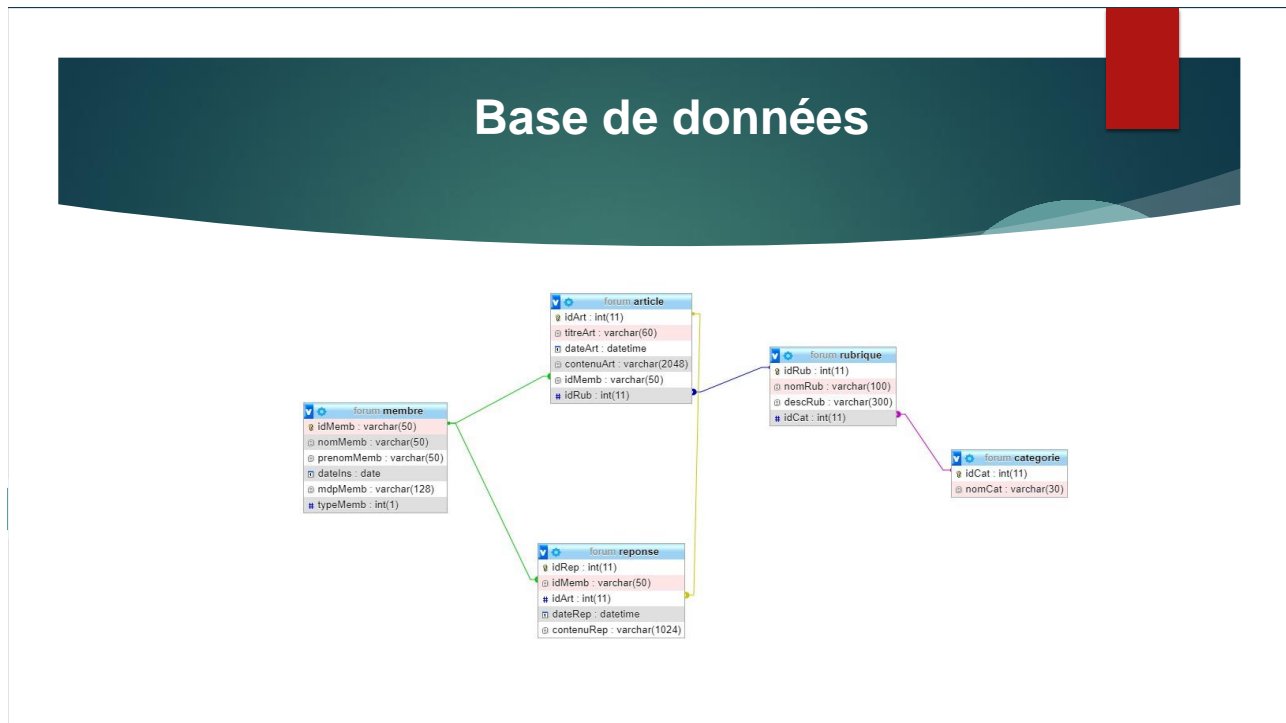 Base de données
forum article
idArt : int(11)
titreArt : varchar(60)
dateArt : datetime
contenuArt : varchar(2048)
idMemb : varchar(50)
# idRub : int(11)
forum rubrique
idRub : int(11)
nomRub : varchar(100)
descRub : varchar(300)
# idCat : int(11)
forum membre
idMemb : varchar(50)
nomMemb : varchar(50)
prenomMemb : varchar(50)
dateIns : date
mdpMemb : varchar(128)
# typeMemb : int(1)
forum categorie
idCat : int(11)
nomCat : varchar(30)
forum reponse
idRep : int(11)
idMemb : varchar(50)
# idArt : int(11)
dateRep : datetime
contenuRep : varchar(1024)